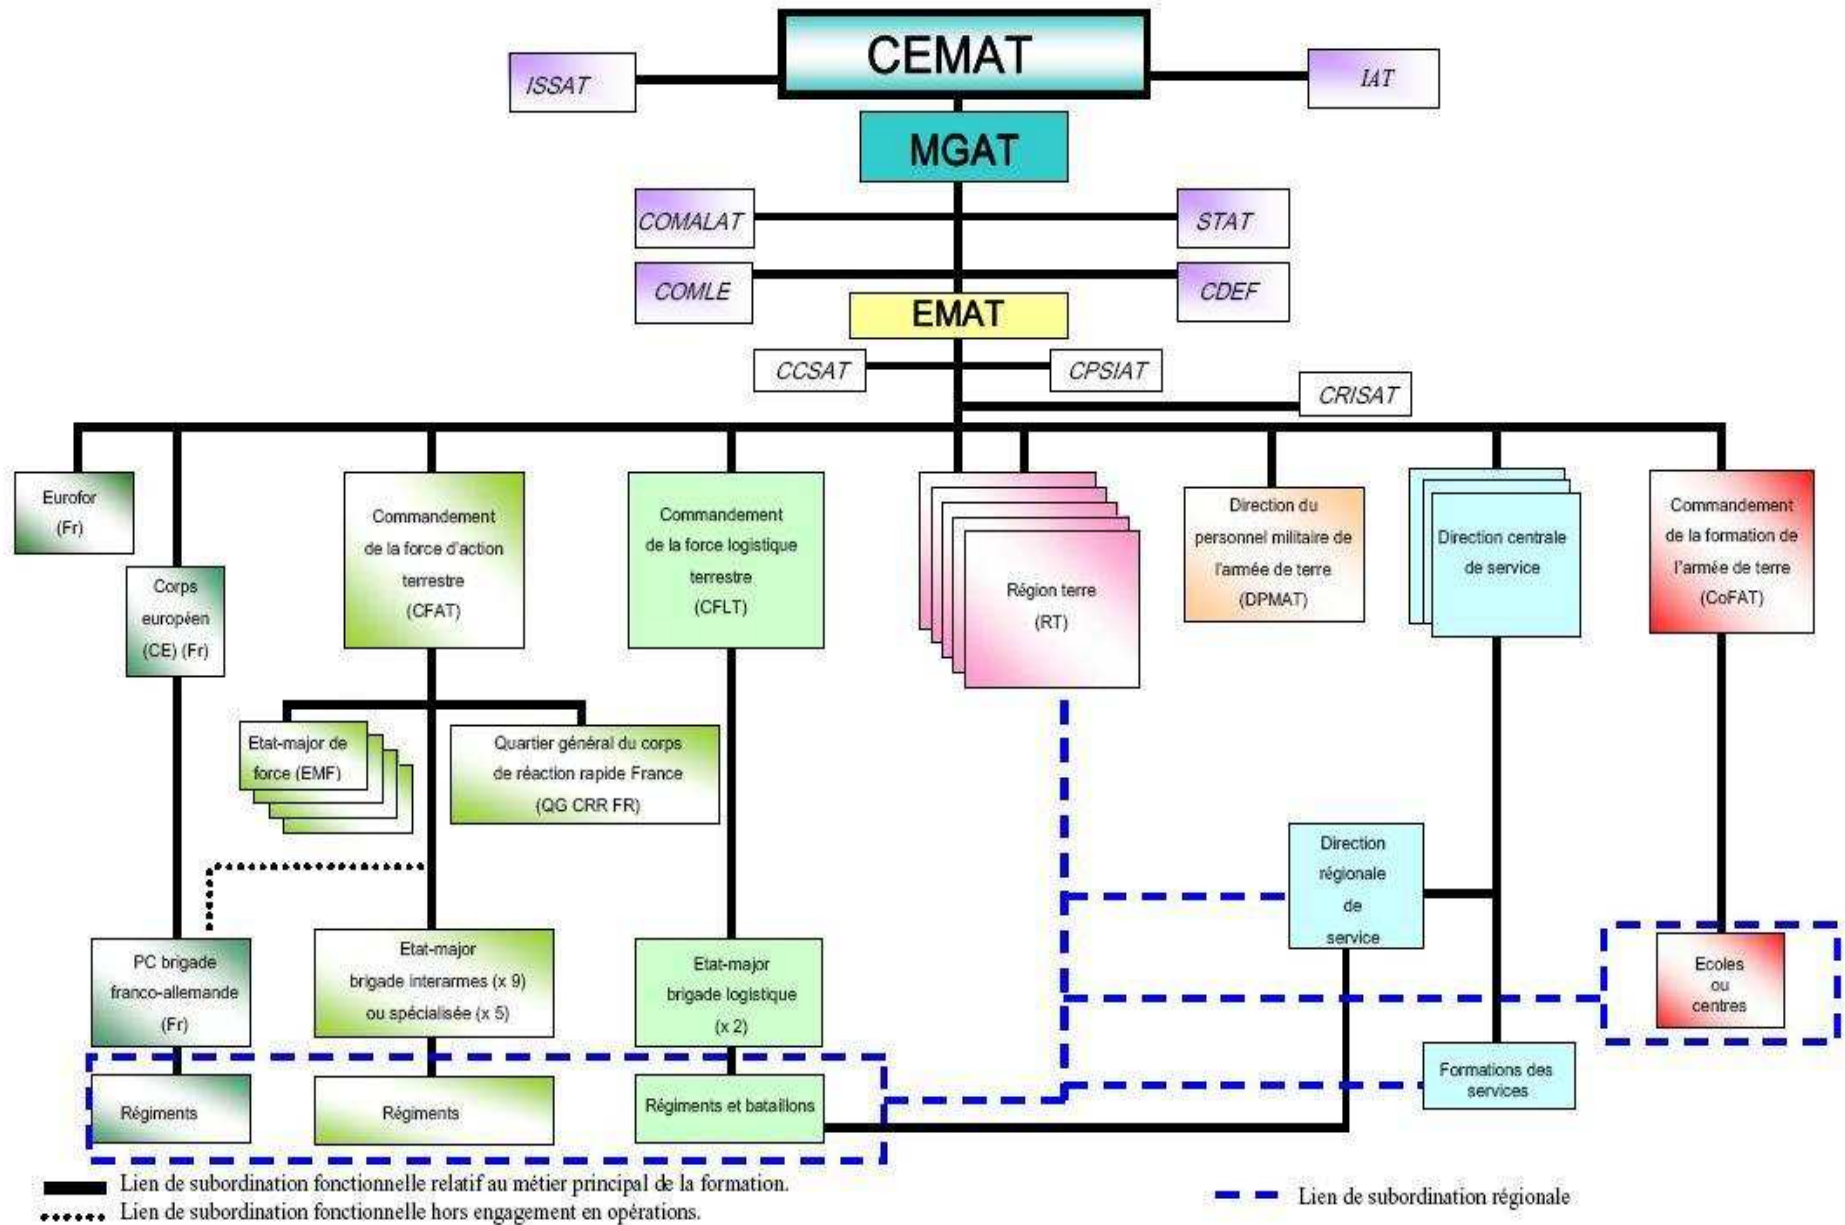 CEMAT
ISSAT
IAT
MGAT
COMALAT
STAT
COMLE
CDEF
EMAT
CCSAT
CPSIAT
CRISAT
Eurofor
(Fr)
Corps
européen
(CE) (Fr)
Commandement
de la force d'action
terrestre
(CFAT)
Commandement
de la force logistique
terrestre
(CFLT)
Région terre
(RT)
Direction du
personnel militaire de
l'armée de terre
(DPMAT)
Direction centrale
de service
Commandement
de la formation de
l'armée de terre
(CoFAT)
Etat-major de
force (EMF)
Quartier général du corps
de réaction rapide France
(QG CRR FR)
Direction
régionale
de
service
PC brigade
franco-allemande
(Fr)
Etat-major
brigade interarmes (x 9)
ou spécialisée (x 5)
Etat-major
brigade logistique
(x 2)
Ecoles
ou
centres
Formations des
services
Régiments
Régiments
Régiments et bataillons
Lien de subordination fonctionnelle relatif au métier principal de la formation.
Lien de subordination fonctionnelle hors engagement en opérations.
Lien de subordination régionale